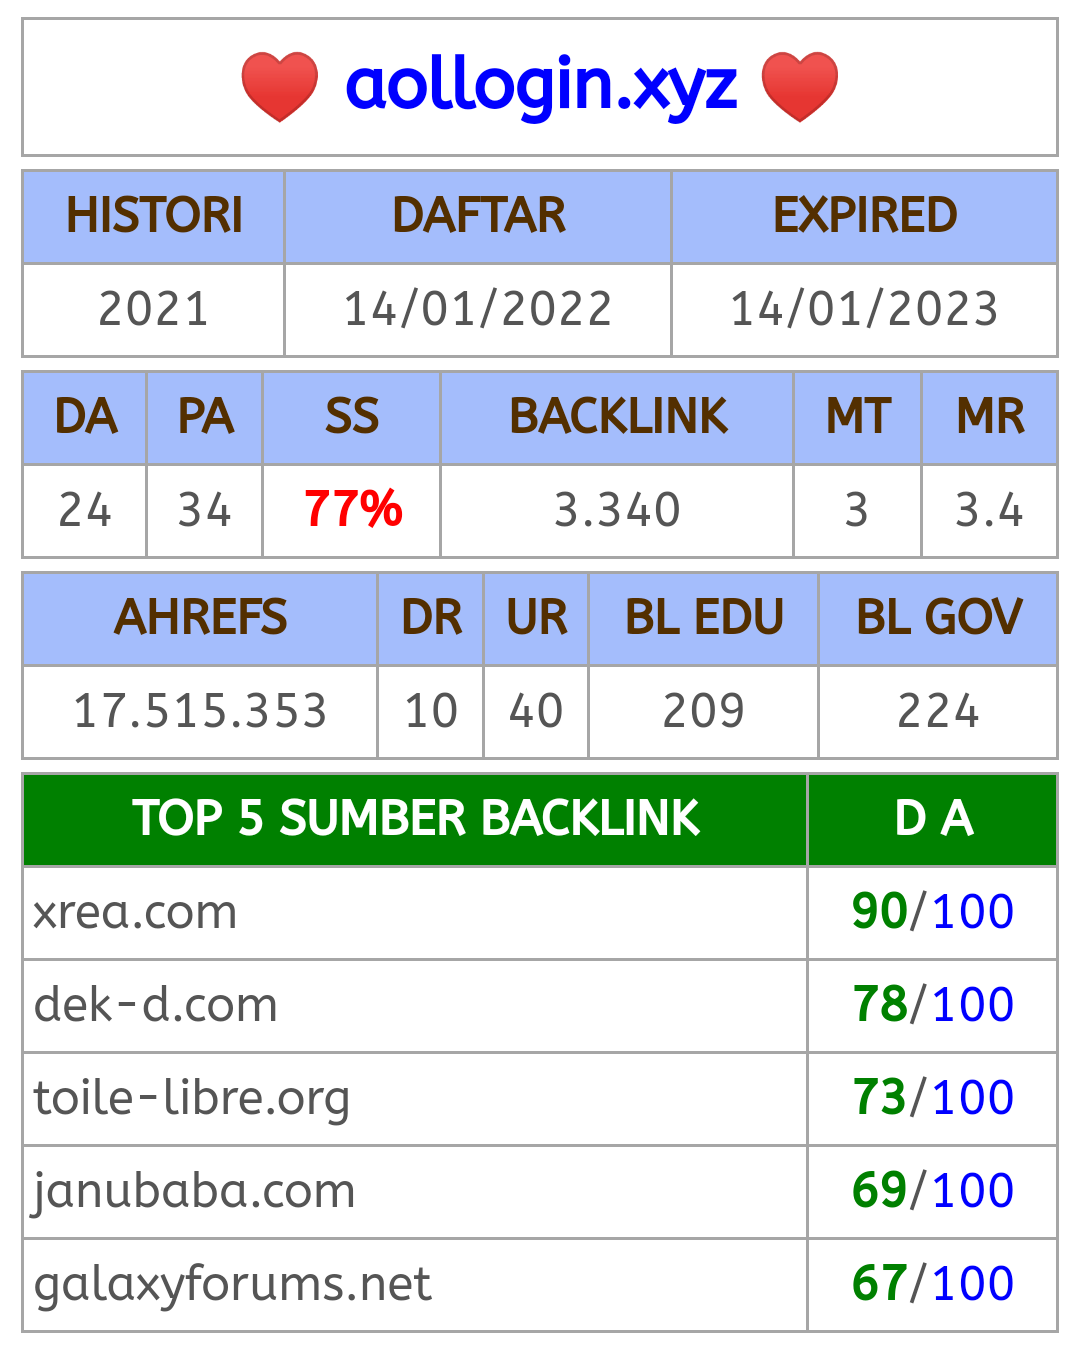 aollogin.xyz
HISTORI DAFTAR EXPIRED
2021 14/01/2022 14/01/2023
DA PA SS BACKLINK MT MR
24 34 77% 3.340 3 3.4
AHREFS DR UR BL EDU BL GOV
17.515.353 10 40 209 224
TOP 5 SUMBER BACKLINK D A
xrea.com 90/100
dek-d.com 78/100
toile-libre.org 73/100
janubaba.com 69/100
galaxyforums.net 67/100